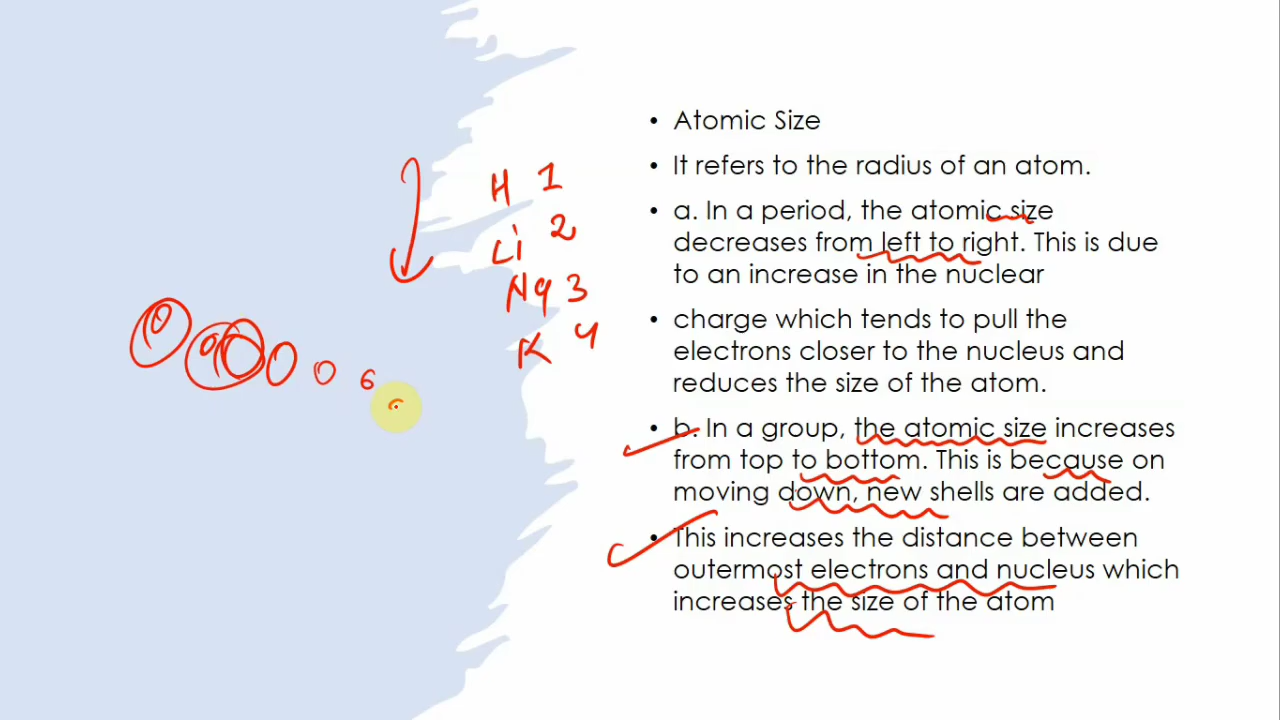 • Atomic Size
• It refers to the radius of an atom.
• a. In a period, the atomic size
decreases from left to right. This is due
to an increase in the nuclear
• charge which tends to pull the
electrons closer to the nucleus and
reduces the size of the atom.
• b. In a group, the atomic size increases
from top to bottom. This is because on
moving down, new shells are added.
• This increases the distance between
outermost electrons and nucleus which
increases the size of the atom
H 1
Li 2
Na 3
K 4